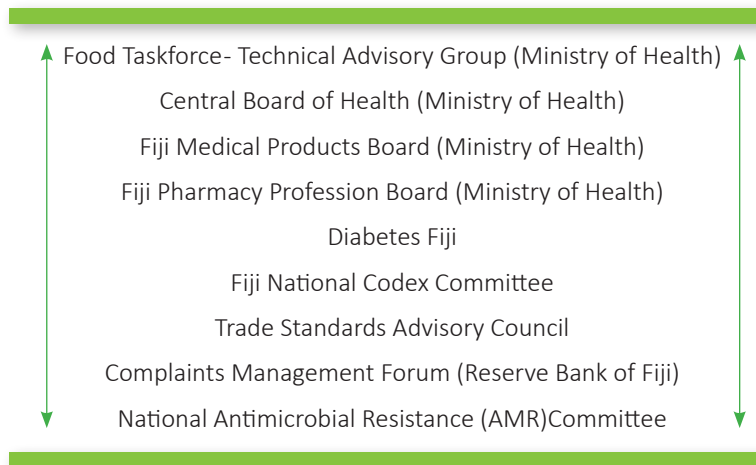 Food Taskforce- Technical Advisory Group (Ministry of Health)
Central Board of Health (Ministry of Health)
Fiji Medical Products Board (Ministry of Health)
Fiji Pharmacy Profession Board (Ministry of Health)
Diabetes Fiji
Fiji National Codex Committee
Trade Standards Advisory Council
Complaints Management Forum (Reserve Bank of Fiji)
National Antimicrobial Resistance (AMR)Committee